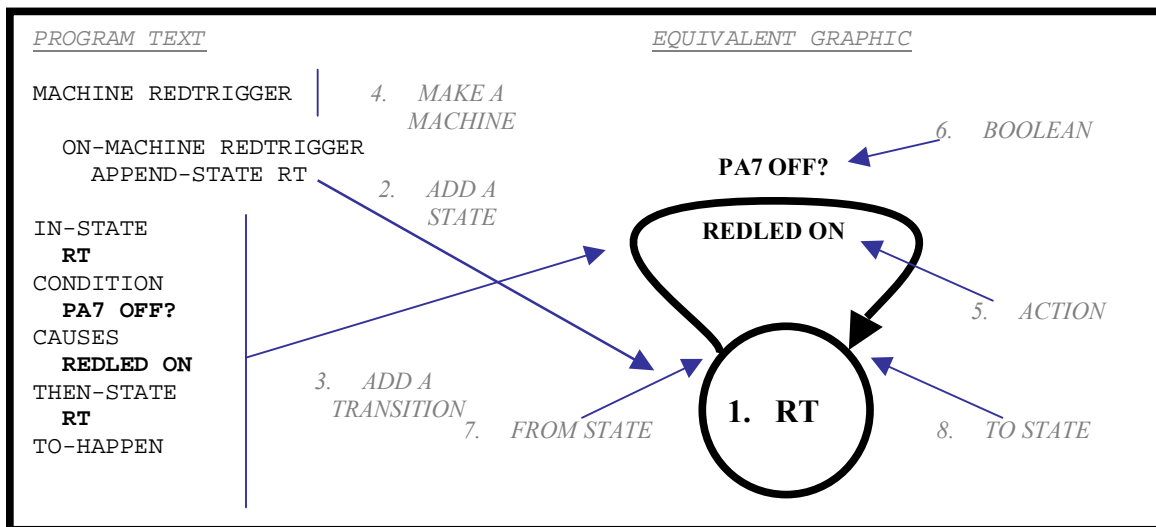 PROGRAM TEXT
EQUIVALENT GRAPHIC
MACHINE REDTRIGGER
4. MAKE A
MACHINE
ON-MACHINE REDTRIGGER
APPEND-STATE RT
2. ADD A
STATE
IN-STATE
RT
CONDITION
PA7 OFF?
CAUSES
REDLED ON
THEN-STATE
RT
TO-HAPPEN
3. ADD A
TRANSITION
6. BOOLEAN
PA7 OFF?
REDLED ON
5. ACTION
7. FROM STATE
1. RT
8. TO STATE